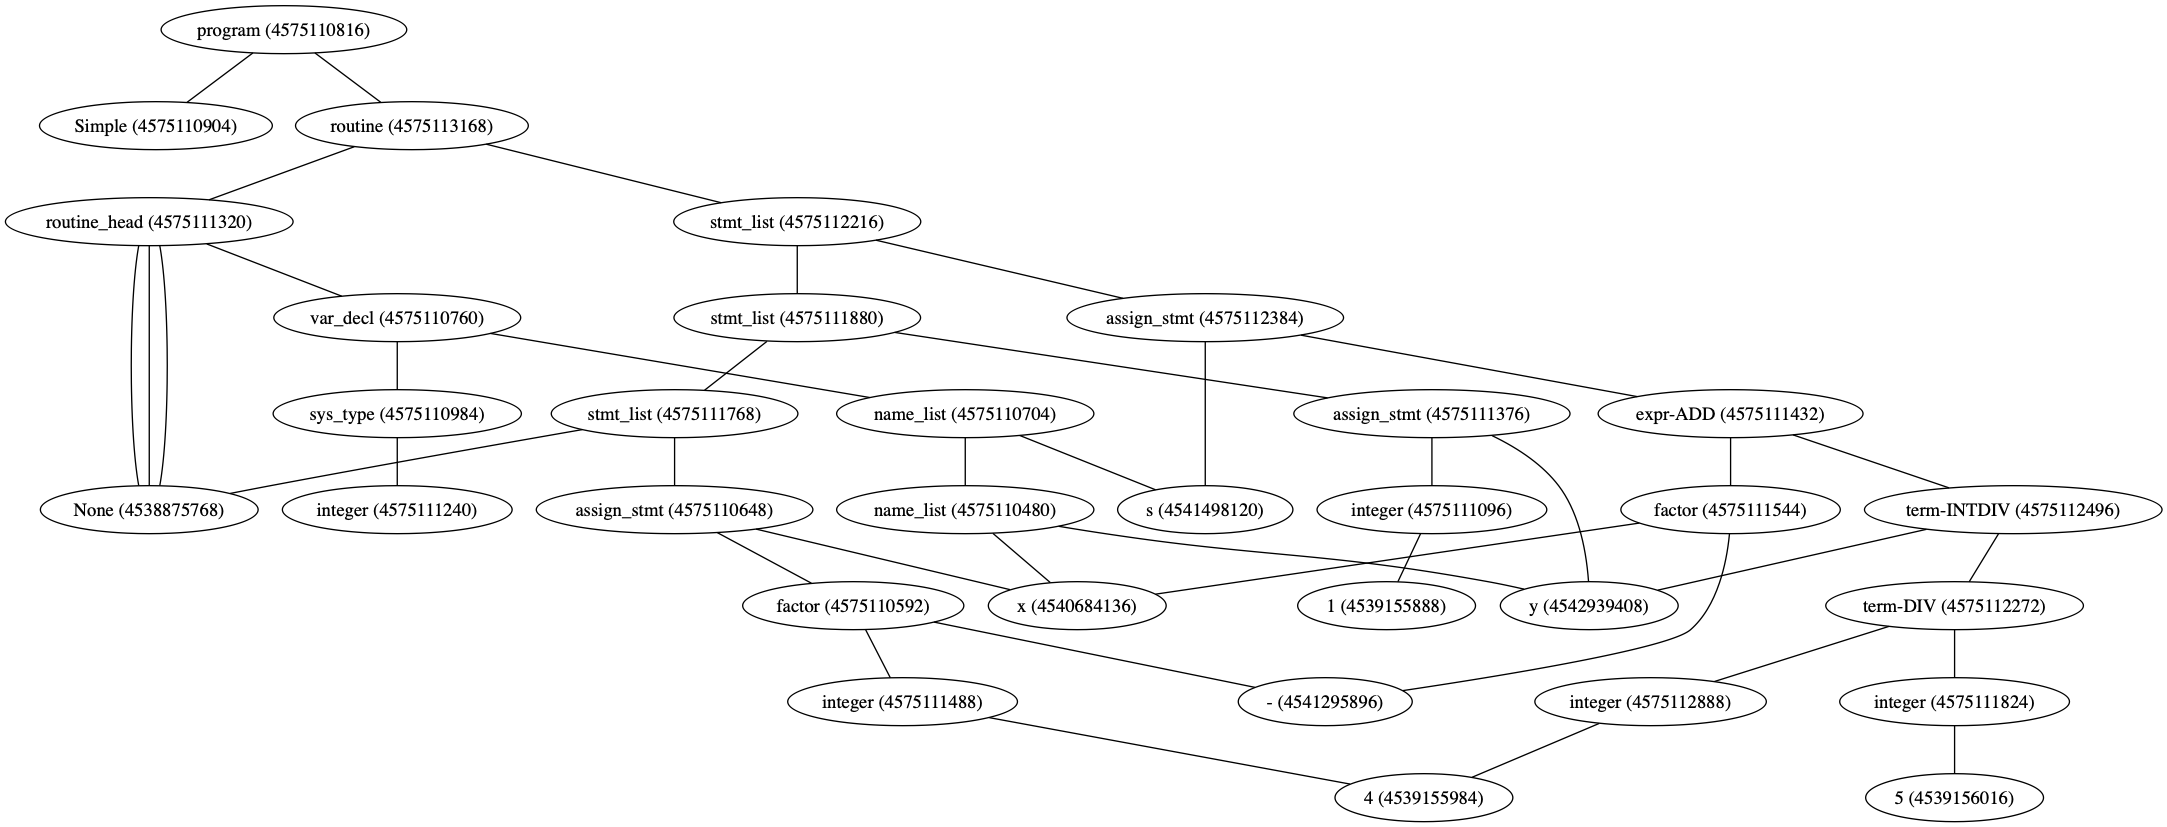 program (4575110816)
Simple (4575110904)
routine (4575113168)
routine_head (4575111320)
stmt_list (4575112216)
var_decl (4575110760)
stmt_list (4575111880)
assign_stmt (4575112384)
sys_type (4575110984)
stmt_list (4575111768)
name_list (4575110704)
assign_stmt (4575111376)
expr-ADD (4575111432)
None (4538875768)
integer (4575111240)
assign_stmt (4575110648)
name_list (4575110480)
s (4541498120)
integer (4575111096)
factor (4575111544)
term-INTDIV (4575112496)
factor (4575110592)
x (4540684136)
1 (4539155888)
y (4542939408)
term-DIV (4575112272)
integer (4575111488)
- (4541295896)
integer (4575112888)
integer (4575111824)
4 (4539155984)
5 (4539156016)